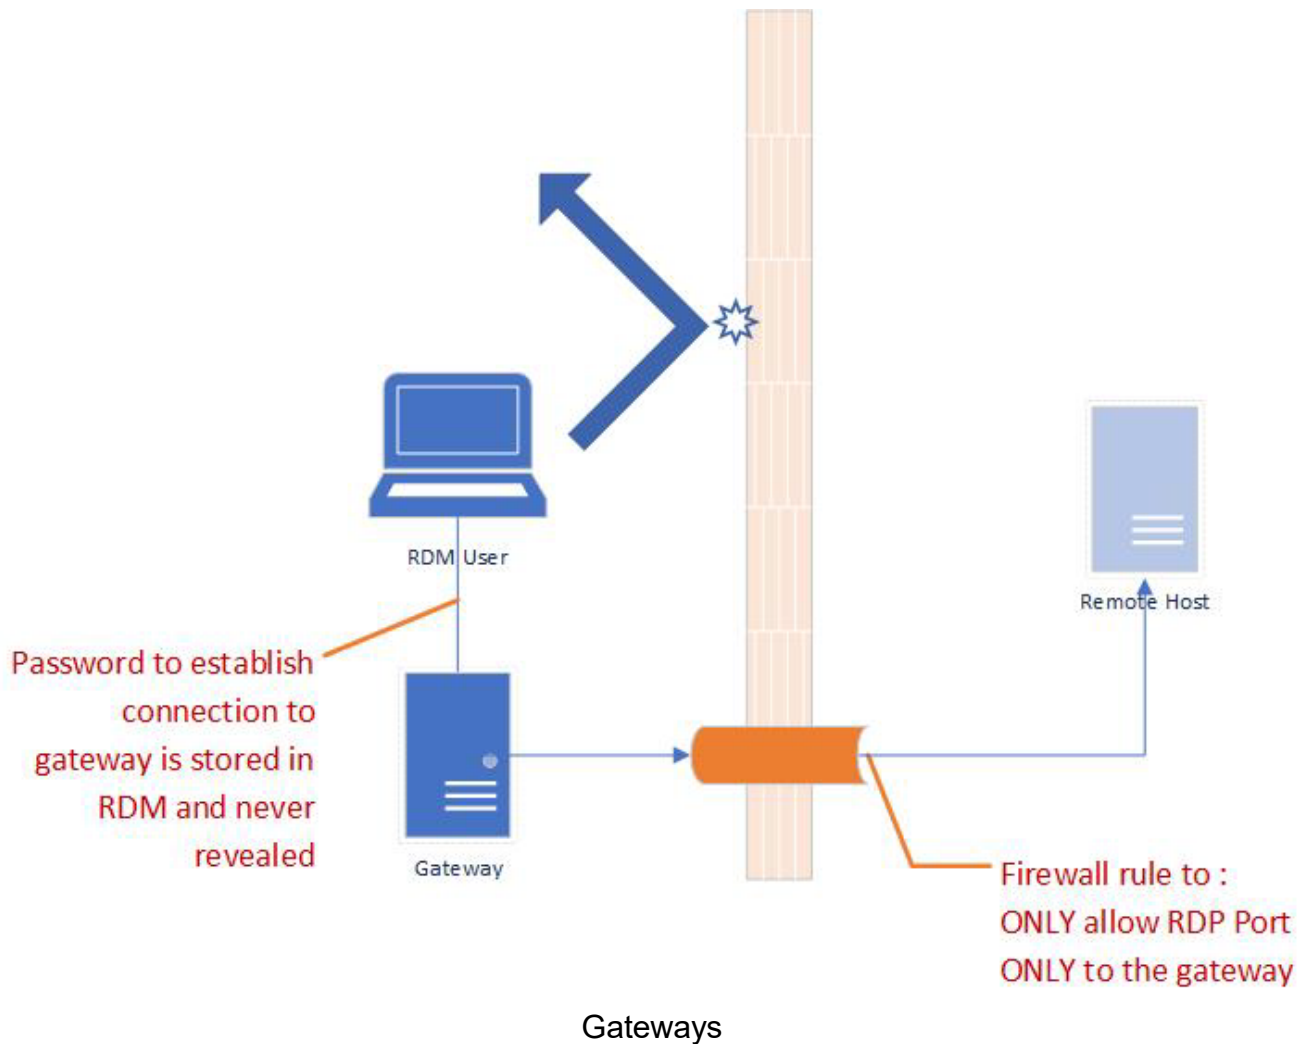 RDM User
Remote Host
Password to establish
connection to
gateway is stored in
RDM and never
revealed
Gateway
Firewall rule to :
ONLY allow RDP Port
ONLY to the gateway
Gateways